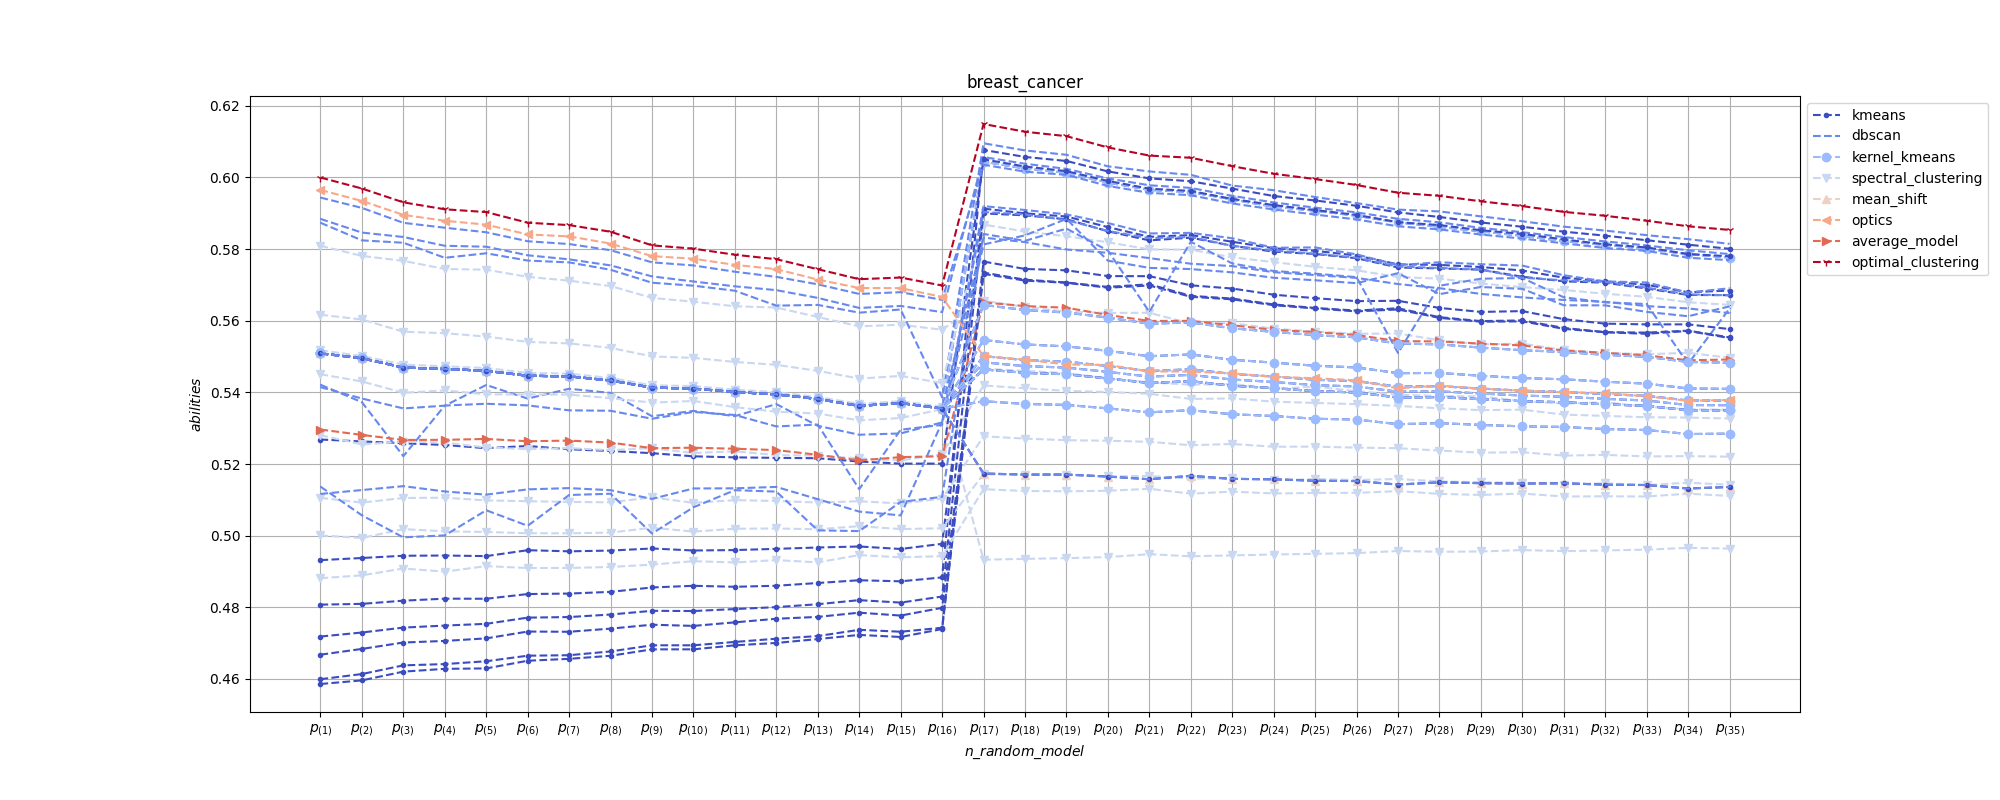 breast_cancer
0.62
0.60
0.58
0.56
0.54
0.52
0.50
0.48
0.46
abilities
p(1) p(2) p(3) p(4) p(5) p(6) p(7) p(8) p(9) p(10) p(11) p(12) p(13) p(14) p(15) p(16) p(17) p(18) p(19) p(20) p(21) p(22) p(23) p(24) p(25) p(26) p(27) p(28) p(29) p(30) p(31) p(32) p(33) p(34) p(35)
n_random_model
kmeans
dbscan
kernel_kmeans
spectral_clustering
mean_shift
optics
average_model
optimal_clustering